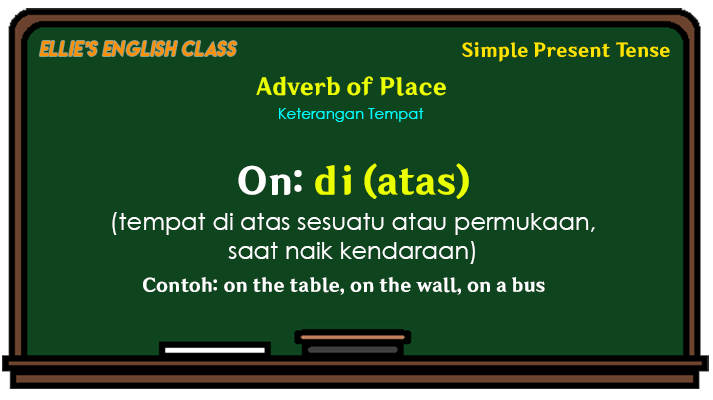 ELLIE'S ENGLISH CLASS
Simple Present Tense
Adverb of Place
Keterangan Tempat
On: di (atas)
(tempat di atas sesuatu atau permukaan,
saat naik kendaraan)
Contoh: on the table, on the wall, on a bus